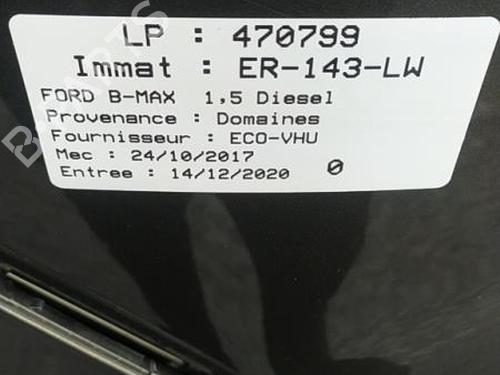 LP : 470799
Immat : ER-143-LW
FORD B-MAX 1,5 Diesel
Provenance : Domaines
Fournisseur : ECO-VHU
Mec : 24/10/2017
Entree : 14/12/2020 0